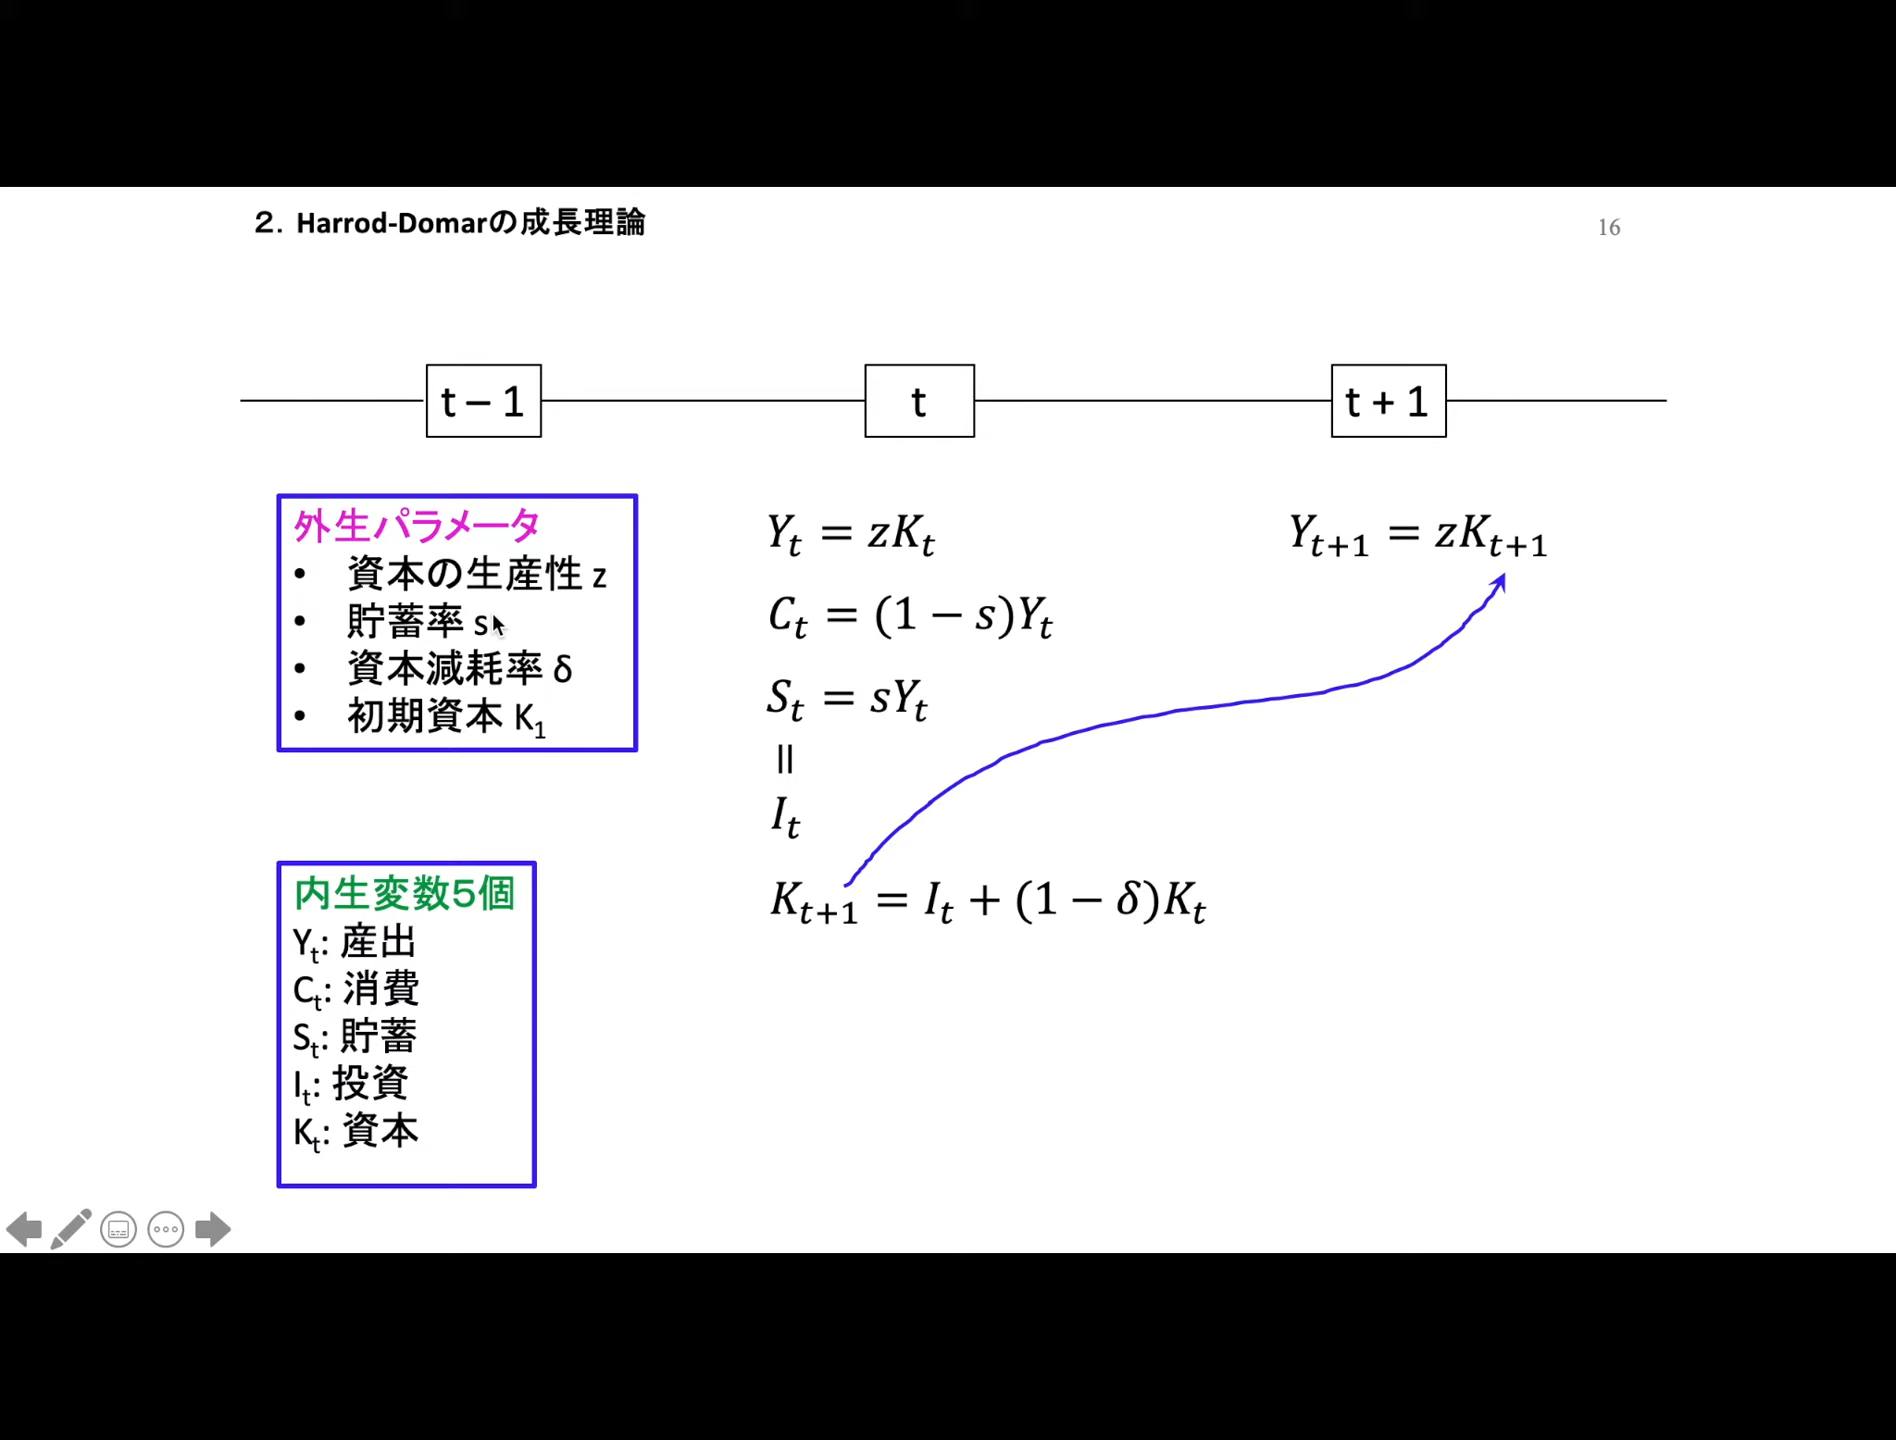 ２．Harrod-Domarの成長理論
16
t – 1
t
t + 1
外生パラメータ
• 資本の生産性 z
• 貯蓄率 s
• 資本減耗率 δ
• 初期資本 K₁
Yₜ = zKₜ
Cₜ = (1 − s)Yₜ
Sₜ = sYₜ
=
Iₜ
Kₜ₊₁ = Iₜ + (1 − δ)Kₜ
Yₜ₊₁ = zKₜ₊₁
内生変数５個
Yₜ: 産出
Cₜ: 消費
Sₜ: 貯蓄
Iₜ: 投資
Kₜ: 資本